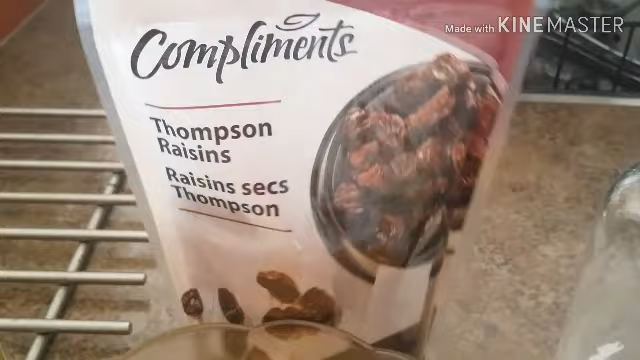 Made with KINEMASTER
Compliments
Thompson
Raisins
Raisins secs
Thompson